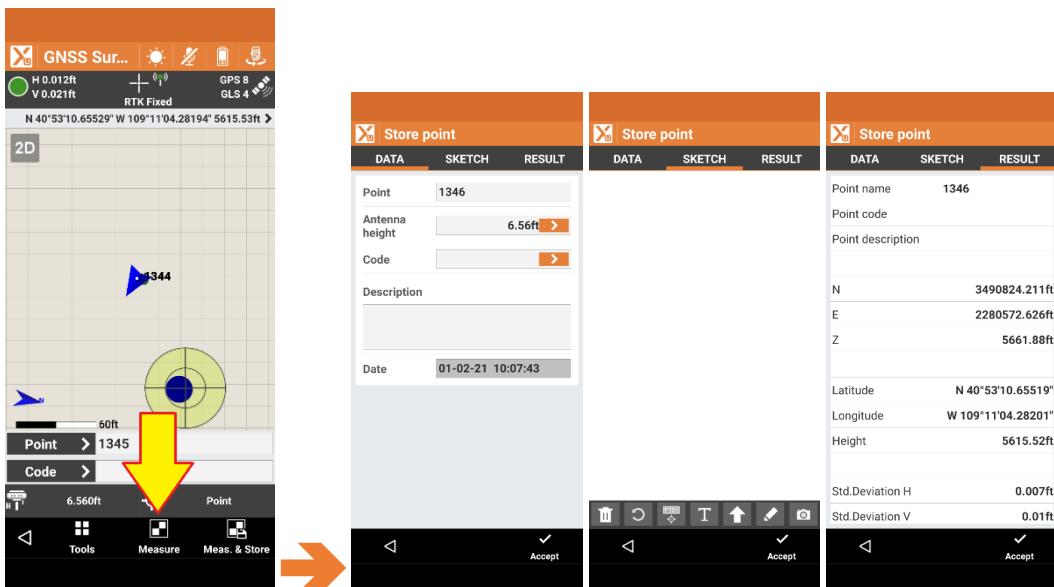 GNSS Sur...
H 0.012ft
V 0.021ft
RTK Fixed
GPS 8
GLS 4
N 40°53'10.65529" W 109°11'04.28194" 5615.53ft
2D
1344
N
60ft
Point 1345
Code
H 6.560ft Point
Tools Measure Meas. & Store
Store point
DATA SKETCH RESULT
Point 1346
Antenna height 6.56ft
Code
Description
Date 01-02-21 10:07:43
Accept
Store point
DATA SKETCH RESULT
T
Accept
Store point
DATA SKETCH RESULT
Point name 1346
Point code
Point description
N 3490824.211ft
E 2280572.626ft
Z 5661.88ft
Latitude N 40°53'10.65519"
Longitude W 109°11'04.28201"
Height 5615.52ft
Std.Deviation H 0.007ft
Std.Deviation V 0.01ft
Accept